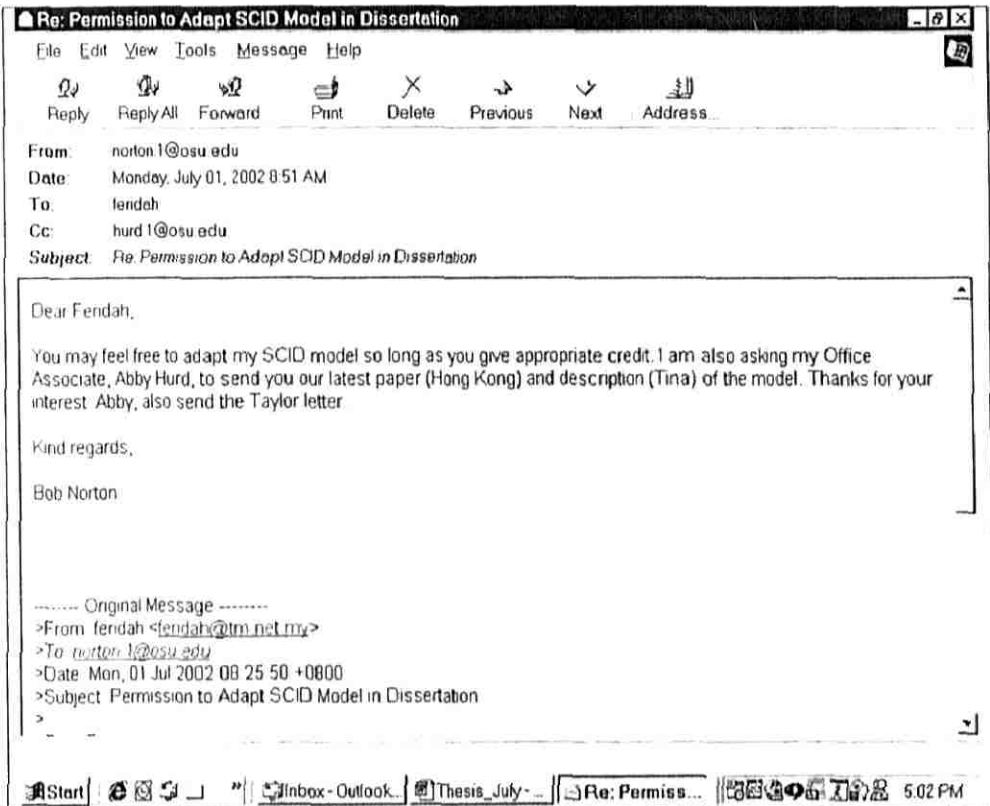 Re: Permission to Adapt SCID Model in Dissertation
File Edit View Tools Message Help
Reply Reply All Forward Print Delete Previous Next Address...
From: norton.1@osu.edu
Date: Monday, July 01, 2002 8:51 AM
To: feridah
Cc: hurd.1@osu.edu
Subject: Re: Permission to Adapt SCID Model in Dissertation
Dear Feridah,
You may feel free to adapt my SCID model so long as you give appropriate credit. I am also asking my Office
Associate, Abby Hurd, to send you our latest paper (Hong Kong) and description (Tina) of the model. Thanks for your
interest. Abby, also send the Taylor letter.
Kind regards,
Bob Norton
-------- Original Message --------
>From feridah <feridah@tm.net.my>
>To norton.1@osu.edu
>Date Mon, 01 Jul 2002 08 25 50 +0800
>Subject Permission to Adapt SCID Model in Dissertation
>
Start Inbox - Outlook... Thesis_July - ... Re: Permiss... 5:02 PM